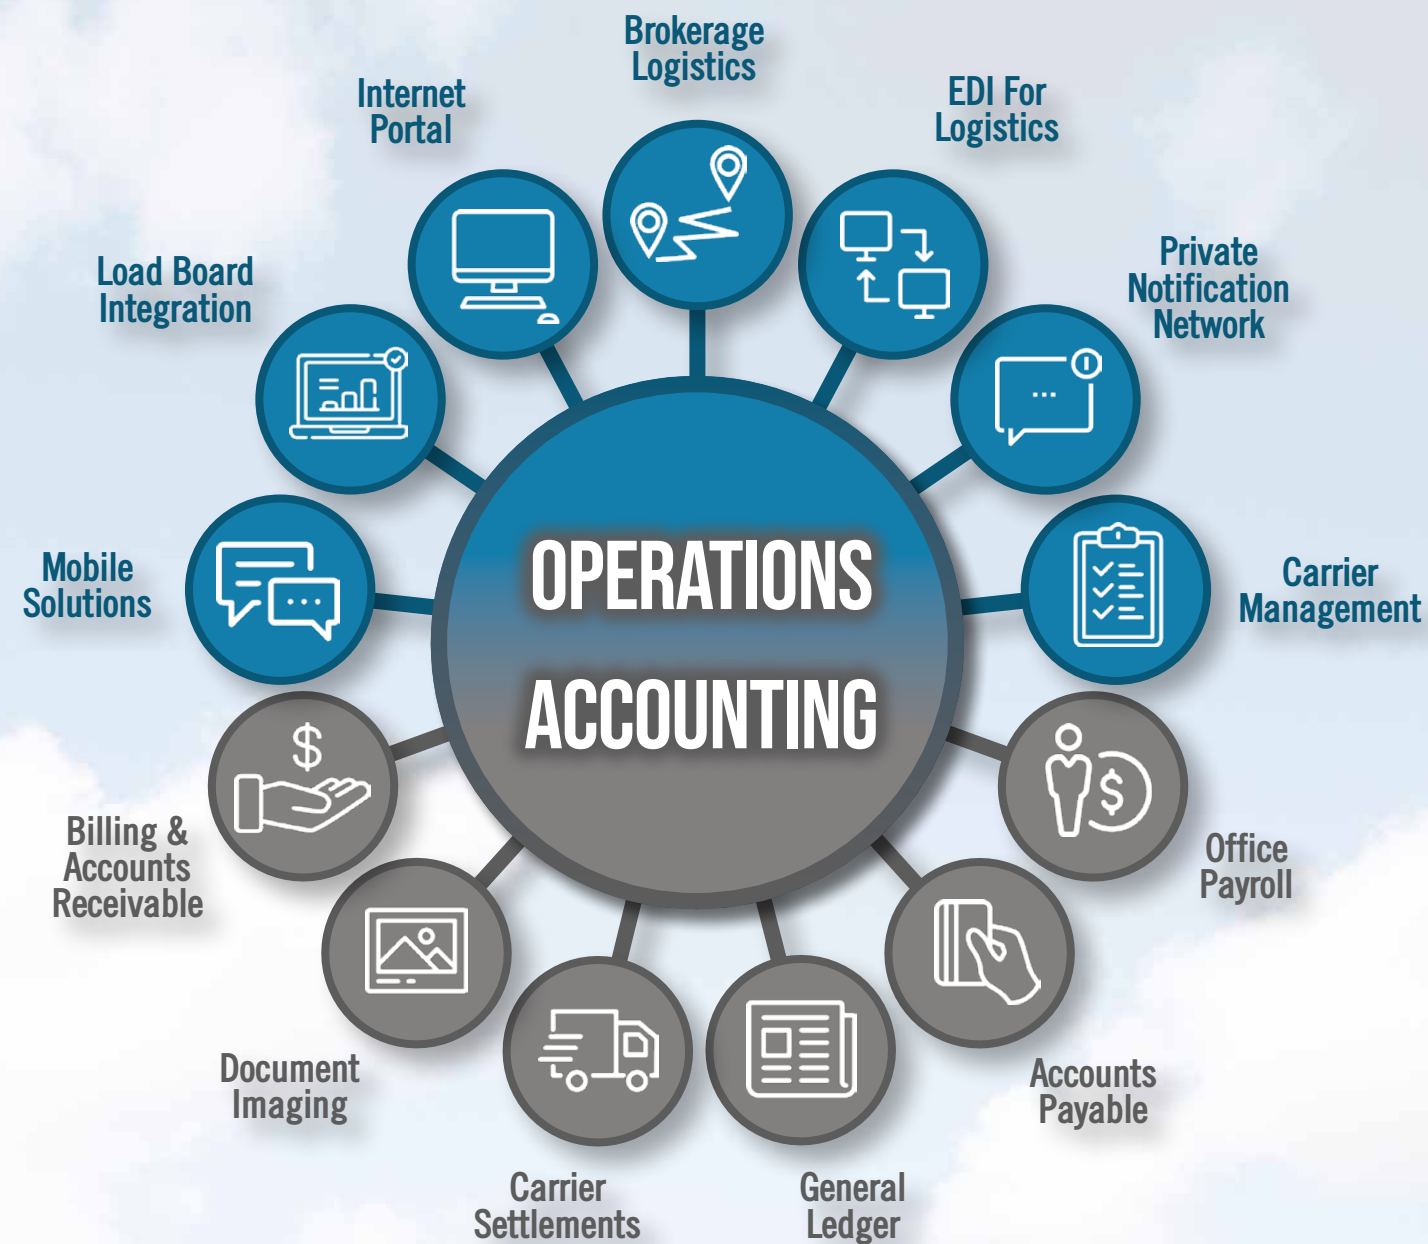 Brokerage
Logistics
Internet
Portal
EDI For
Logistics
Load Board
Integration
Private
Notification
Network
Mobile
Solutions
OPERATIONS
ACCOUNTING
Carrier
Management
Billing &
Accounts
Receivable
Office
Payroll
Document
Imaging
Accounts
Payable
Carrier
Settlements
General
Ledger
$
$